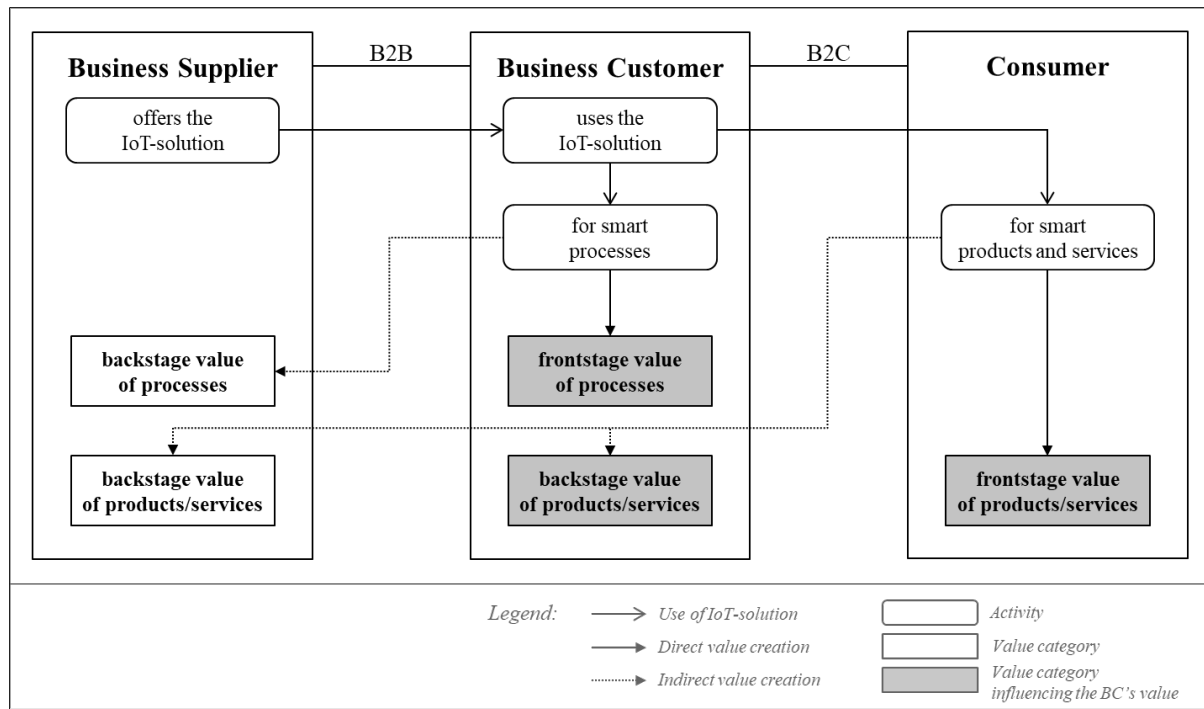 B2B
B2C
Business Supplier
Business Customer
Consumer
offers the
IoT-solution
uses the
IoT-solution
for smart
processes
for smart
products and services
backstage value
of processes
frontstage value
of processes
backstage value
of products/services
backstage value
of products/services
frontstage value
of products/services
Legend:
Use of IoT-solution
Direct value creation
Indirect value creation
Activity
Value category
Value category
influencing the BC's value